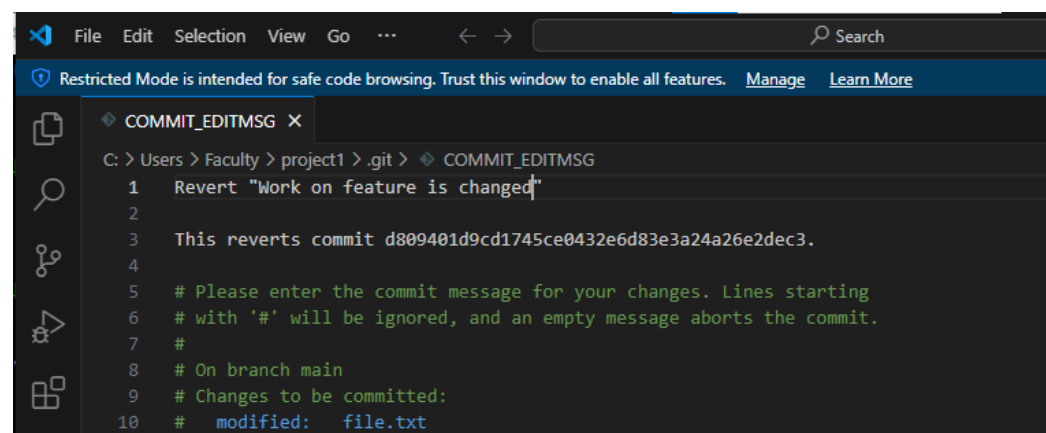 File Edit Selection View Go ··· ← → Search
Restricted Mode is intended for safe code browsing. Trust this window to enable all features. Manage Learn More
COMMIT_EDITMSG ×
C: > Users > Faculty > project1 > .git > COMMIT_EDITMSG
1 Revert "Work on feature is changed"
2
3 This reverts commit d809401d9cd1745ce0432e6d83e3a24a26e2dec3.
4
5 # Please enter the commit message for your changes. Lines starting
6 # with '#' will be ignored, and an empty message aborts the commit.
7 #
8 # On branch main
9 # Changes to be committed:
10 # modified: file.txt